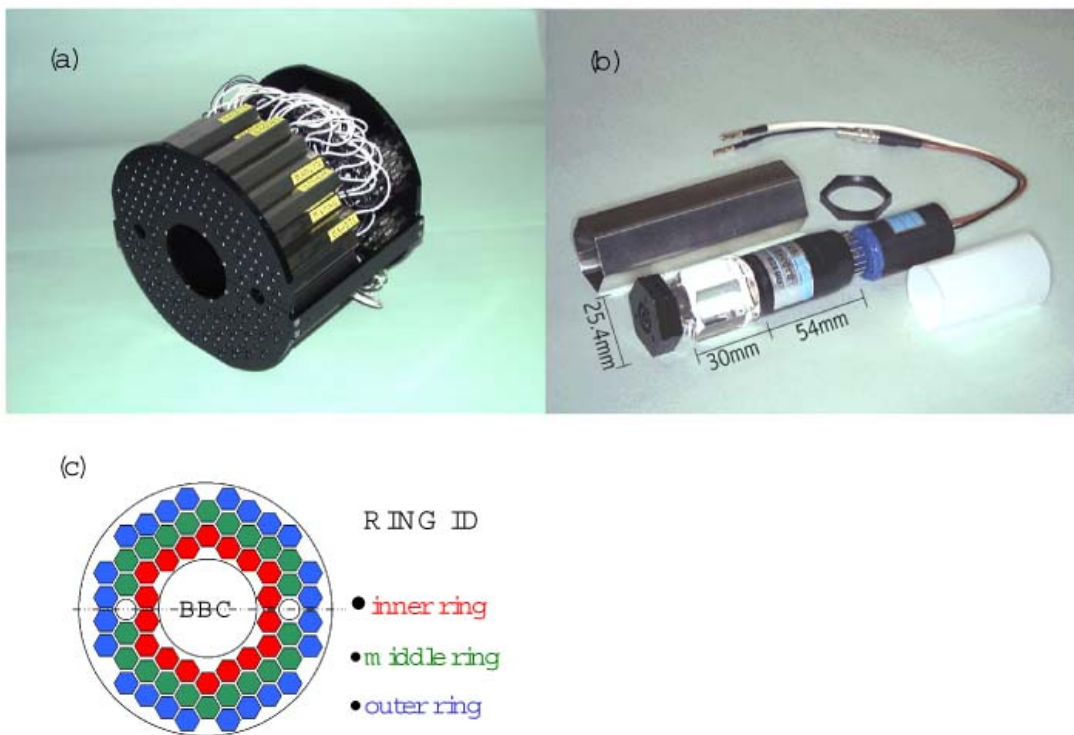 (a)
(b)
25.4mm
30mm
54mm
(c)
RING ID
BBC
inner ring
middle ring
outer ring